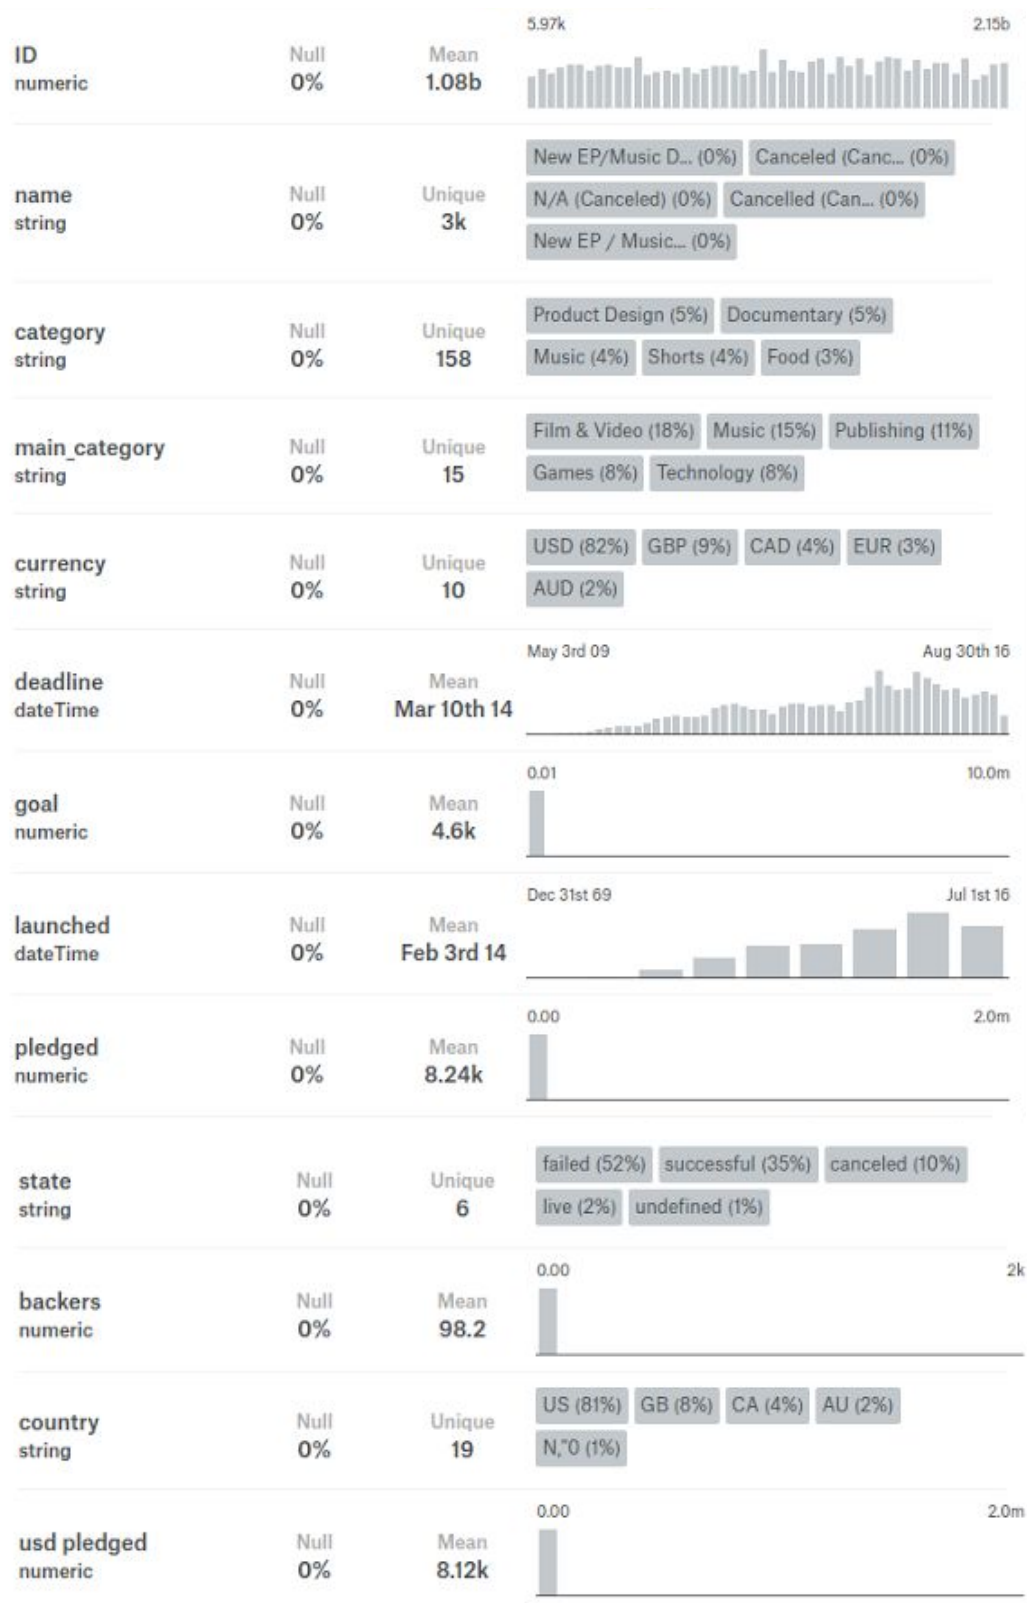 5.97k 2.15b
ID Null Mean
numeric 0% 1.08b
New EP/Music D... (0%) Canceled (Canc... (0%)
name Null Unique N/A (Canceled) (0%) Cancelled (Can... (0%)
string 0% 3k
New EP / Music... (0%)
Product Design (5%) Documentary (5%)
category Null Unique
string 0% 158 Music (4%) Shorts (4%) Food (3%)
Film & Video (18%) Music (15%) Publishing (11%)
main_category Null Unique
string 0% 15 Games (8%) Technology (8%)
USD (82%) GBP (9%) CAD (4%) EUR (3%)
currency Null Unique
string 0% 10 AUD (2%)
May 3rd 09 Aug 30th 16
deadline Null Mean
dateTime 0% Mar 10th 14
0.01 10.0m
goal Null Mean
numeric 0% 4.6k
Dec 31st 69 Jul 1st 16
launched Null Mean
dateTime 0% Feb 3rd 14
0.00 2.0m
pledged Null Mean
numeric 0% 8.24k
failed (52%) successful (35%) canceled (10%)
state Null Unique
string 0% 6 live (2%) undefined (1%)
0.00 2k
backers Null Mean
numeric 0% 98.2
US (81%) GB (8%) CA (4%) AU (2%)
country Null Unique
string 0% 19 N,"0 (1%)
0.00 2.0m
usd pledged Null Mean
numeric 0% 8.12k